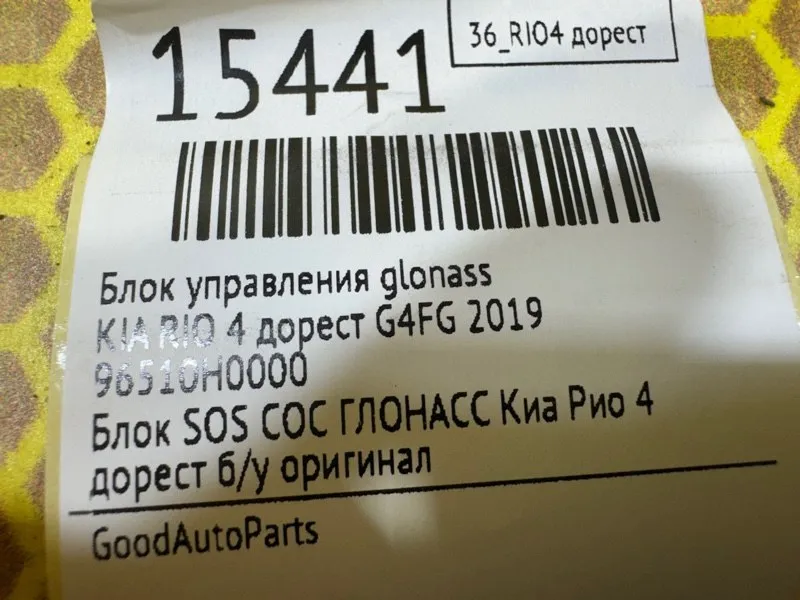 15441
36_RIO4 дорест
Блок управления glonass
KIA RIO 4 дорест G4FG 2019
96510H0000
Блок SOS СОС ГЛОНАСС Киа Рио 4
дорест б/у оригинал
GoodAutoParts